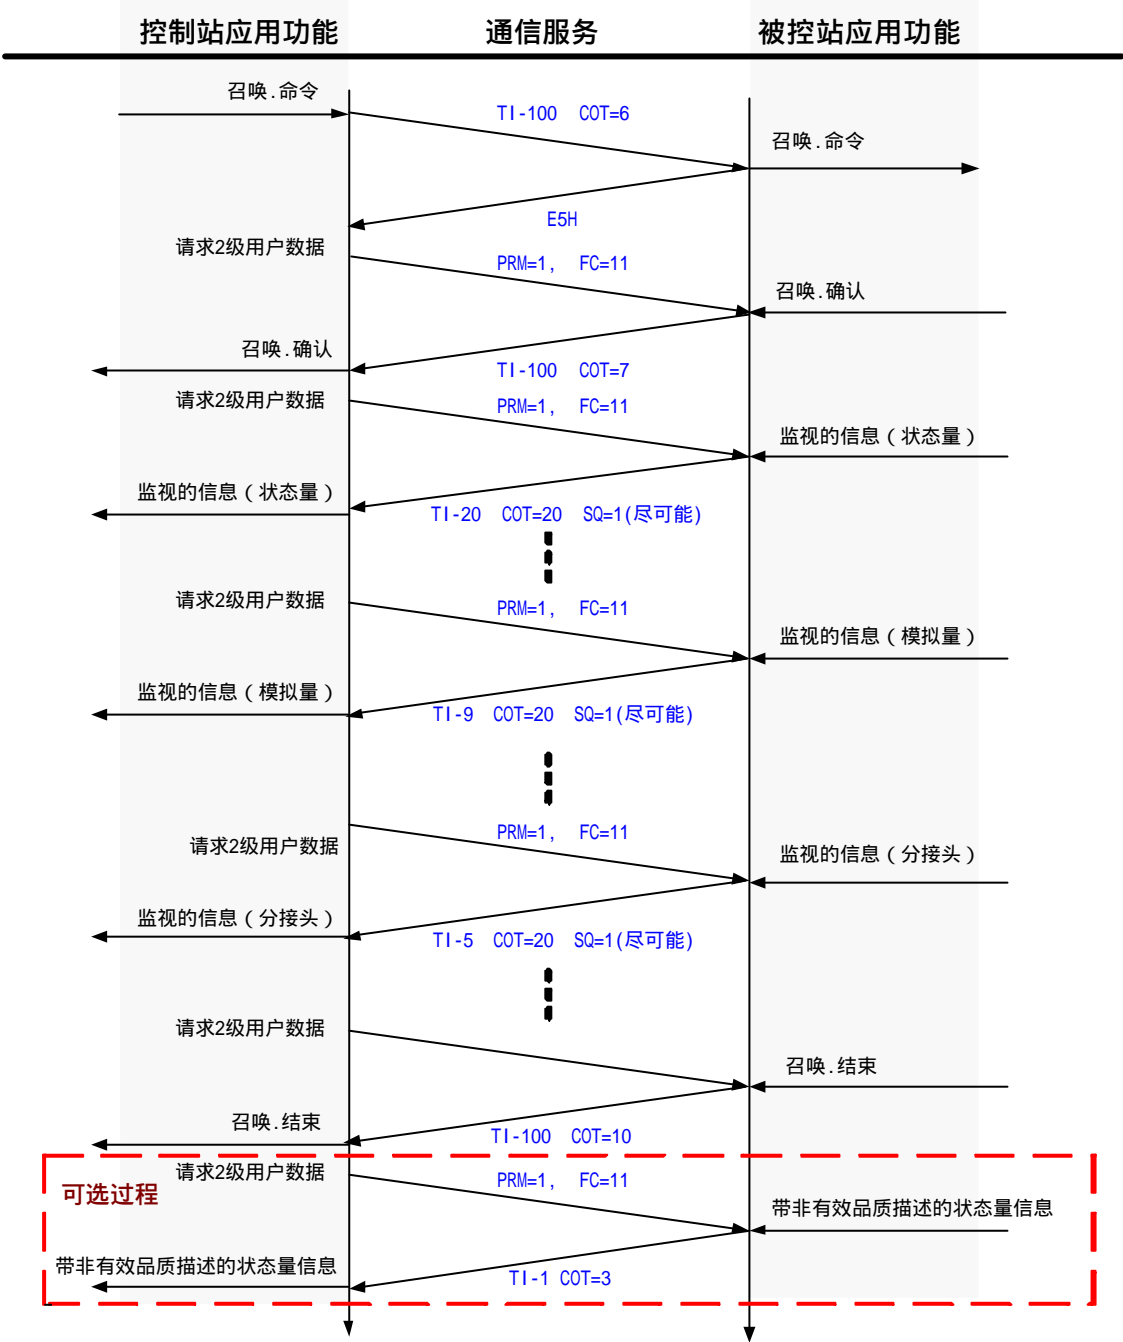 控制站应用功能 通信服务 被控站应用功能
召唤.命令
TI-100 COT=6
召唤.命令
E5H
请求2级用户数据
PRM=1, FC=11
召唤.确认
召唤.确认
TI-100 COT=7
请求2级用户数据
PRM=1, FC=11
监视的信息(状态量)
监视的信息(状态量)
TI-20 COT=20 SQ=1(尽可能)
请求2级用户数据
PRM=1, FC=11
监视的信息(模拟量)
监视的信息(模拟量)
TI-9 COT=20 SQ=1(尽可能)
PRM=1, FC=11
请求2级用户数据
监视的信息(分接头)
监视的信息(分接头)
TI-5 COT=20 SQ=1(尽可能)
请求2级用户数据
召唤.结束
召唤.结束
TI-100 COT=10
请求2级用户数据
PRM=1, FC=11
可选过程
带非有效品质描述的状态量信息
带非有效品质描述的状态量信息
TI-1 COT=3